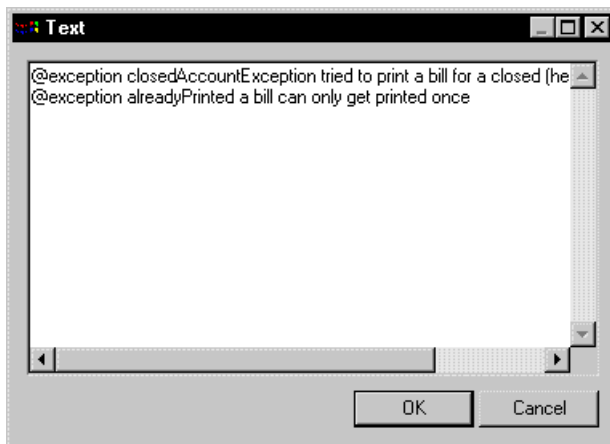 Text
@exception closedAccountException tried to print a bill for a closed (he
@exception alreadyPrinted a bill can only get printed once
OK Cancel